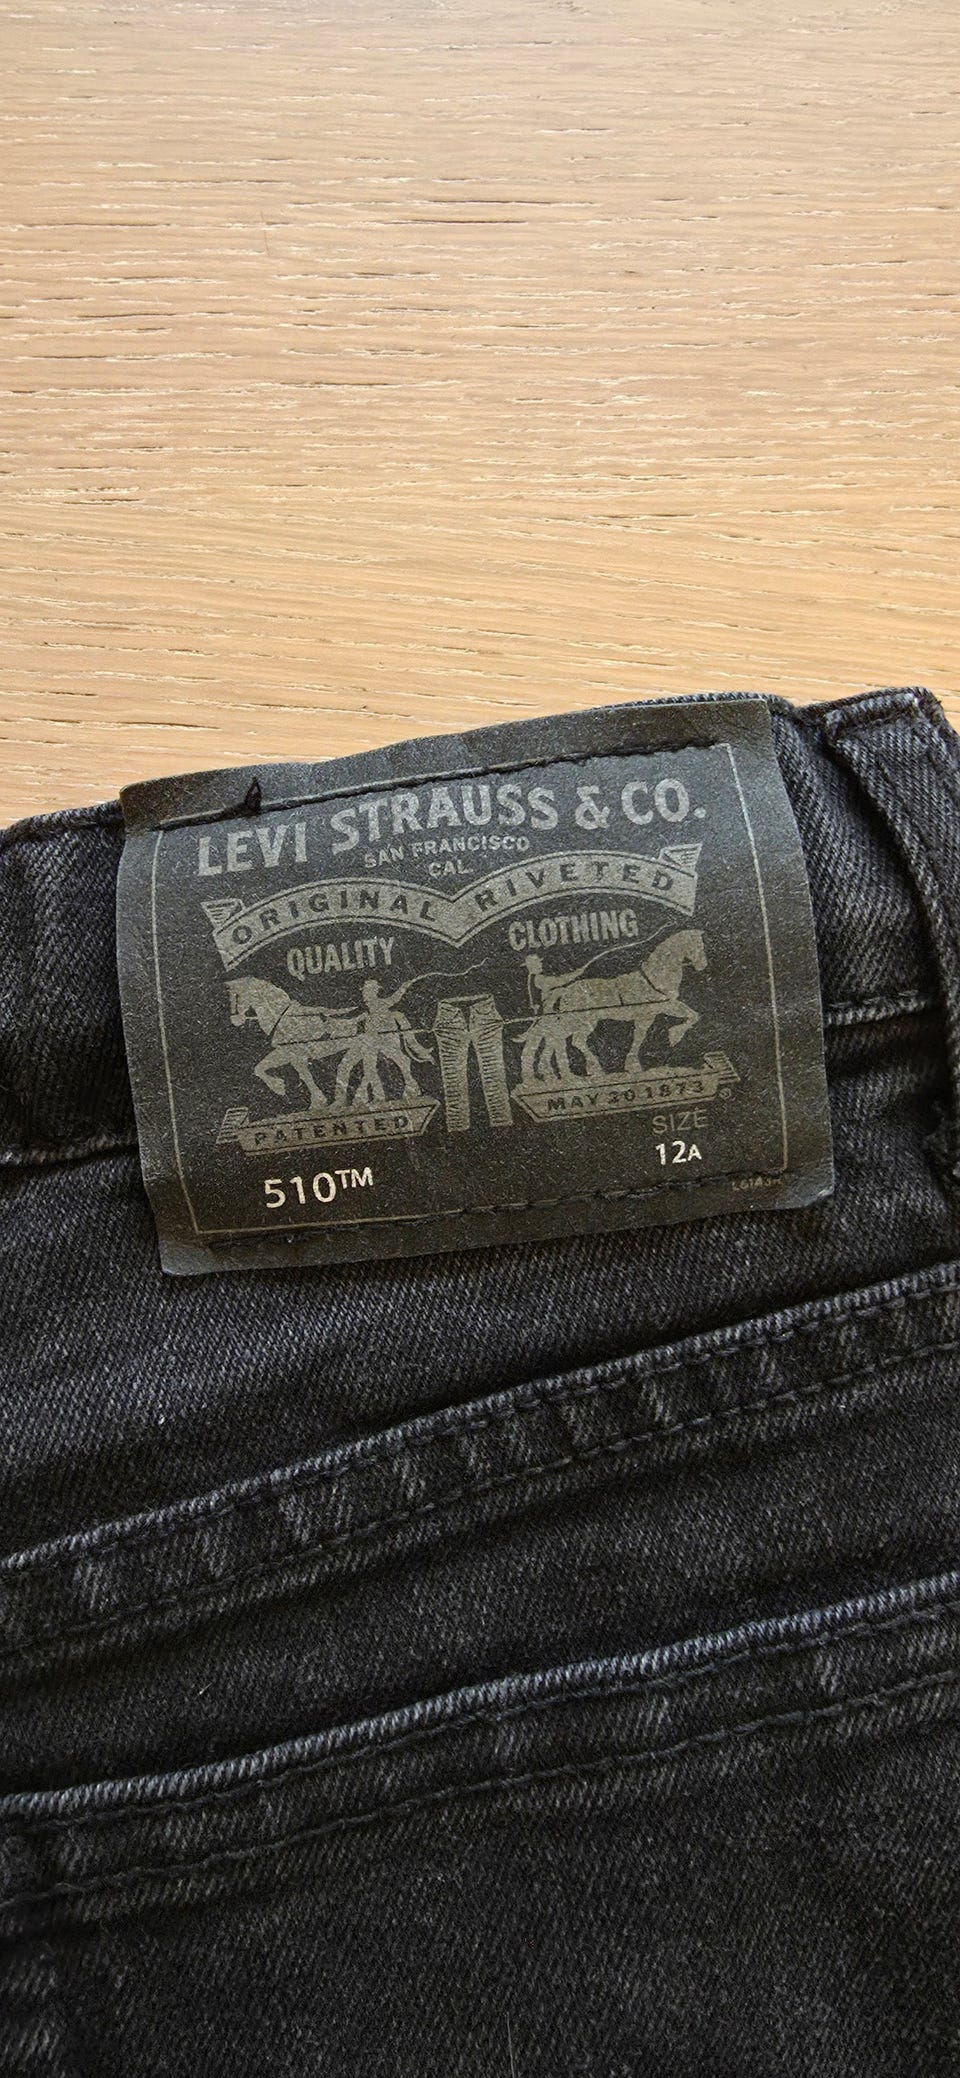 LEVI STRAUSS & CO.
SAN FRANCISCO
CAL.
ORIGINAL RIVETED
QUALITY CLOTHING
PATENTED MAY 20 1873 ®
SIZE
510™ 12A